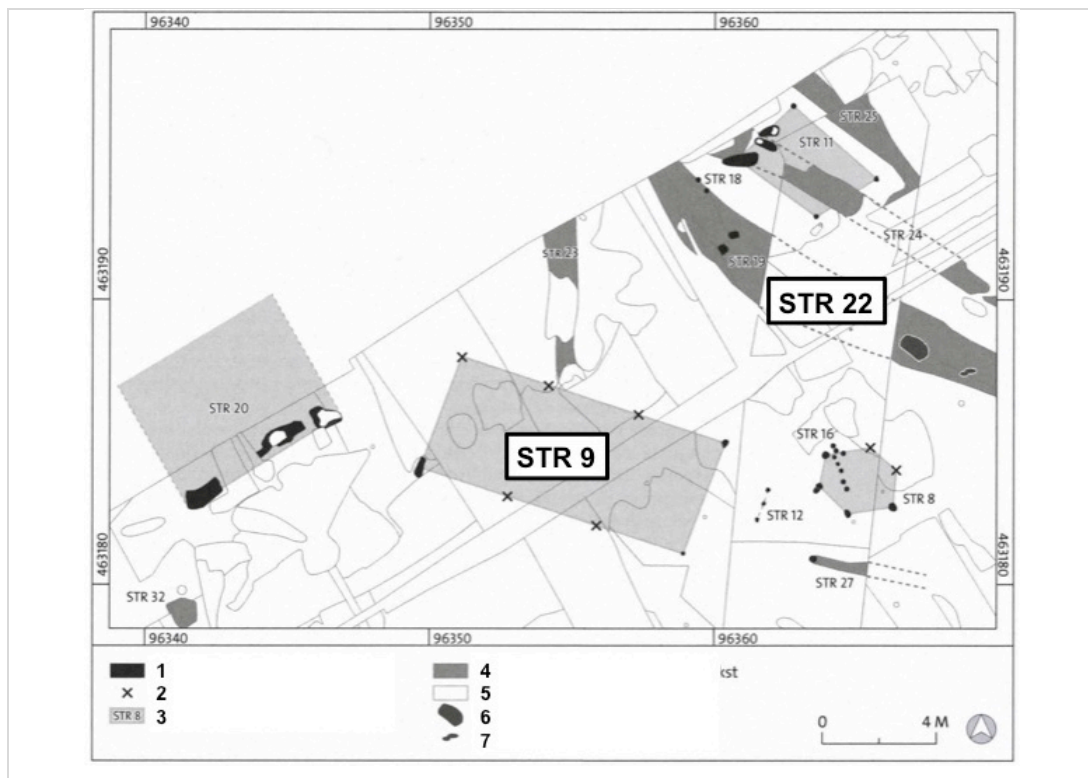 96340 96350 96360
STR 25
STR 11
STR 18
STR 24
463190 STR 23 STR 19 463190
STR 22
STR 20
STR 16
STR 9
STR 8
STR 12
463180 463180
STR 27
STR 32
96340 96350 96360
1 4 kst
2 5
STR 8 3 6
7
0 4 M